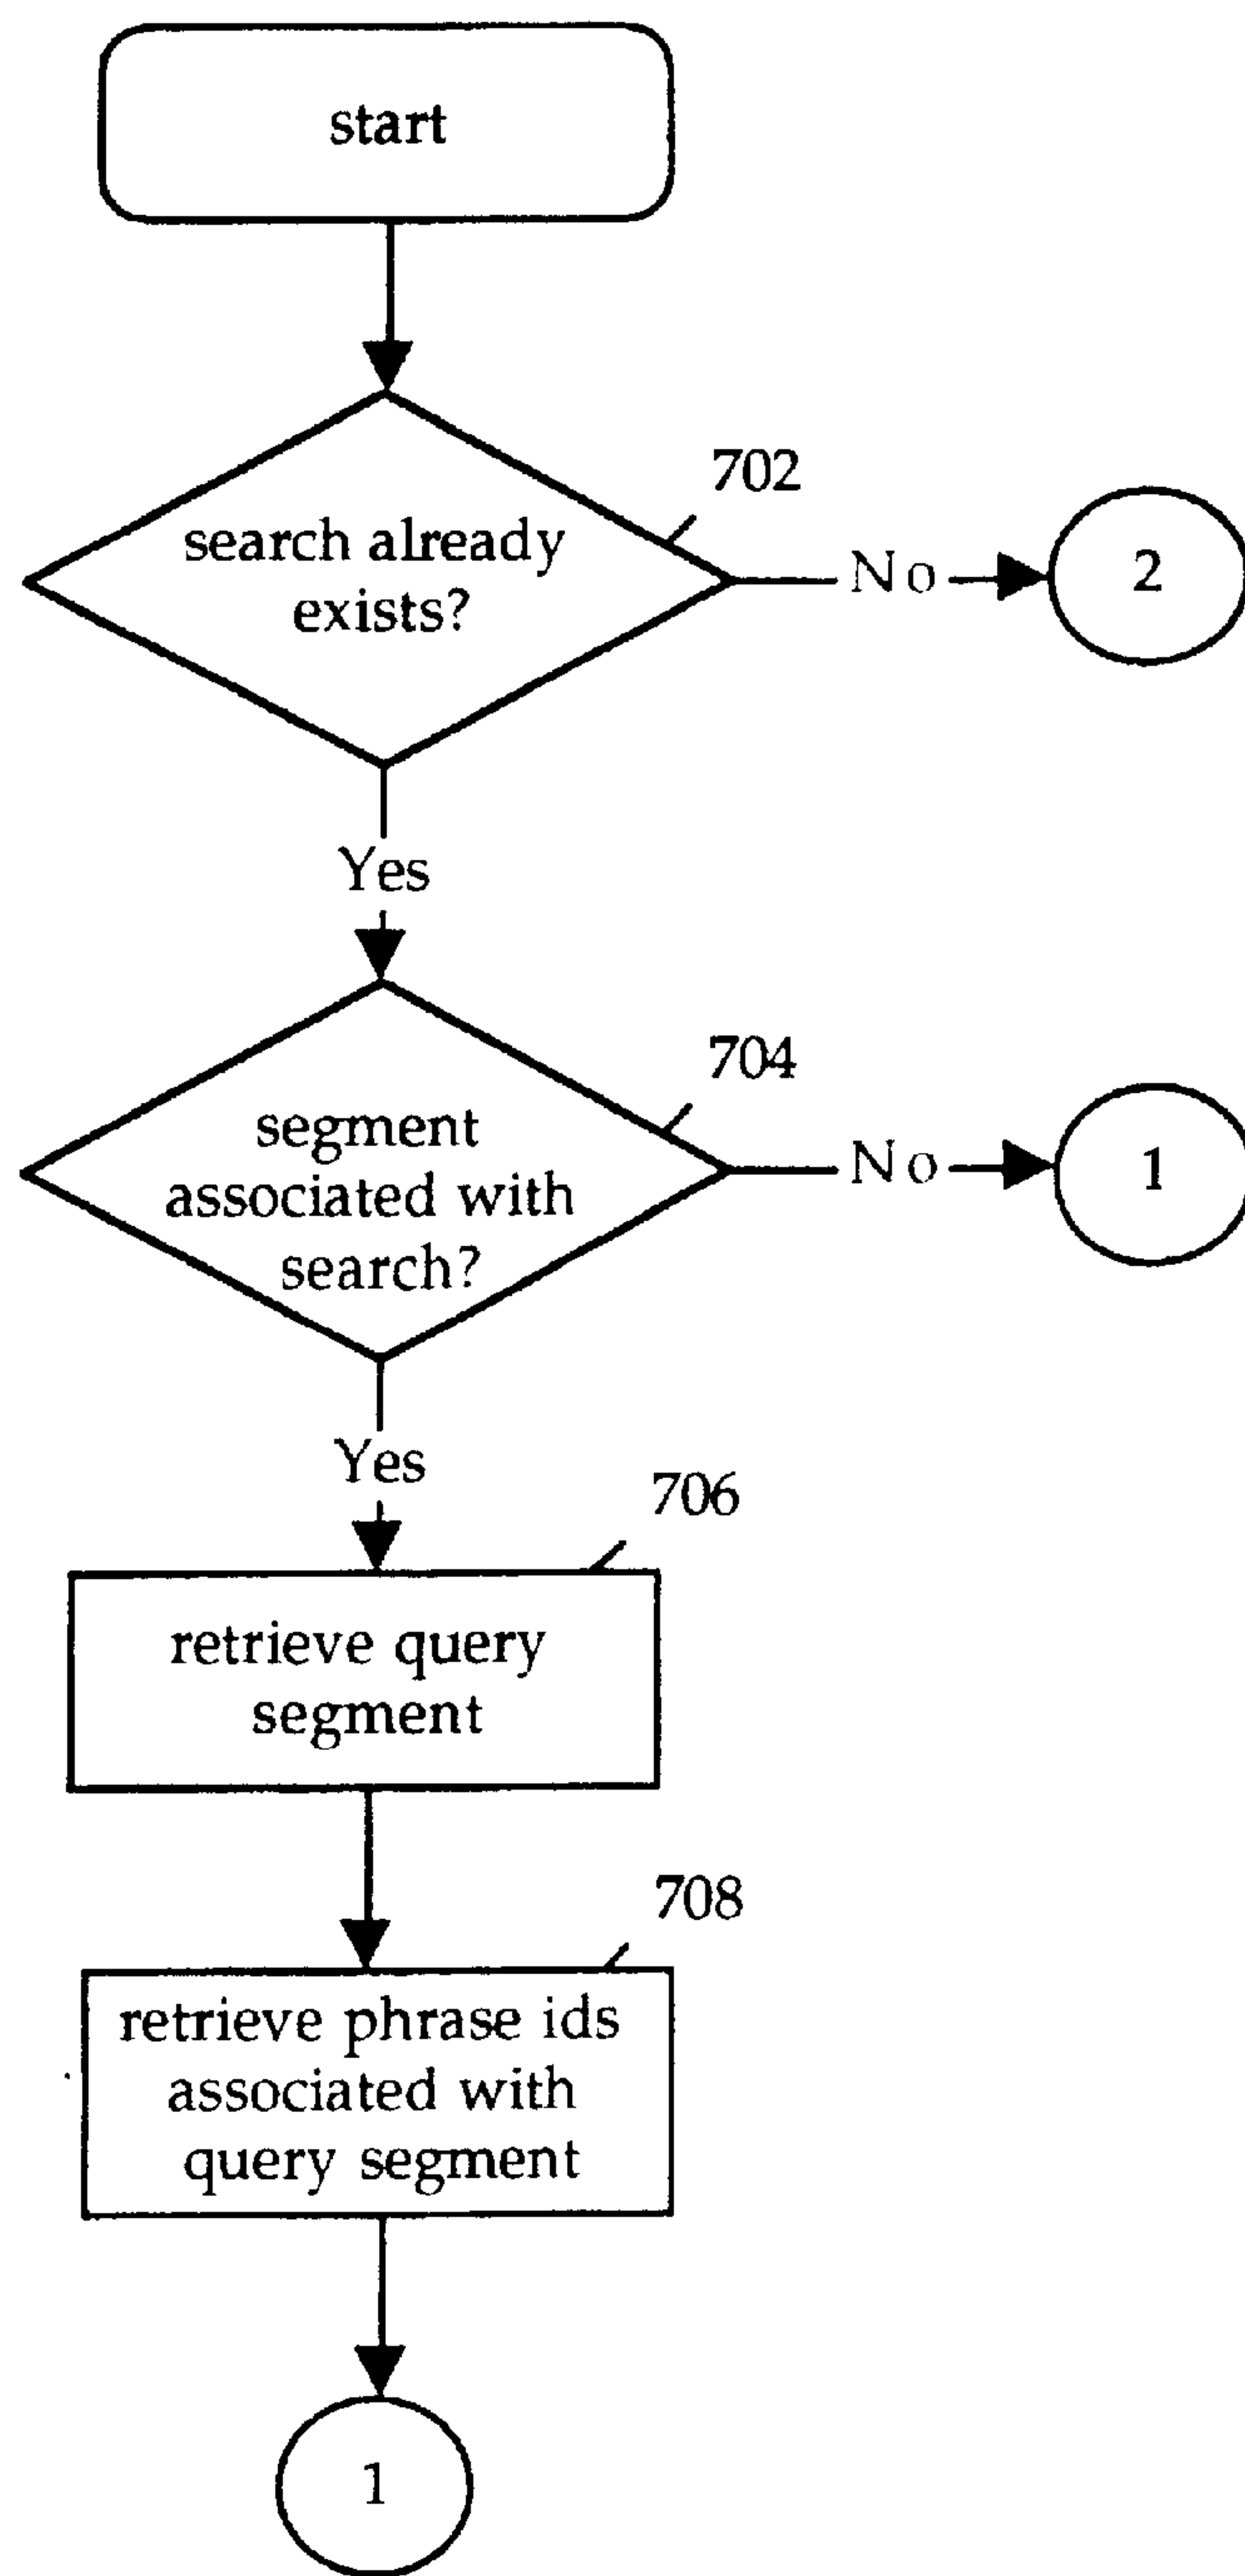 start
702
search already
exists?
No
2
Yes
704
segment
associated with
search?
No
1
Yes
706
retrieve query
segment
708
retrieve phrase ids
associated with
query segment
1